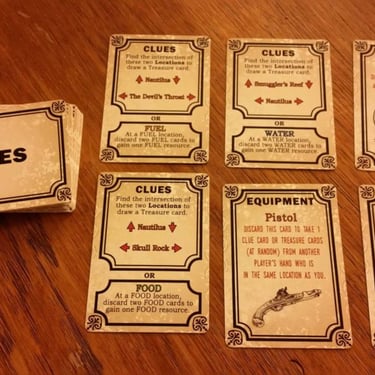 ES
CLUES
Find the intersection of
these two Locations to
draw a Treasure card.
Nautilus
The Devil's Throat
OR
FUEL
At a FUEL location,
discard two FUEL cards to
gain one FUEL resource.
CLUES
Find the intersection of
these two Locations to
draw a Treasure card.
Smuggler's Reef
Nautilus
OR
WATER
At a WATER location,
discard two WATER cards to
gain one WATER resource.
CLUES
Find the intersection of
these two Locations to
draw a Treasure card.
Nautilus
Skull Rock
OR
FOOD
At a FOOD location,
discard two FOOD cards to
gain one FOOD resource.
EQUIPMENT
Pistol
DISCARD THIS CARD TO TAKE 1
CLUE CARD OR TREASURE CARDS
(AT RANDOM) FROM ANOTHER
PLAYER'S HAND WHO IS
IN THE SAME LOCATION AS YOU.